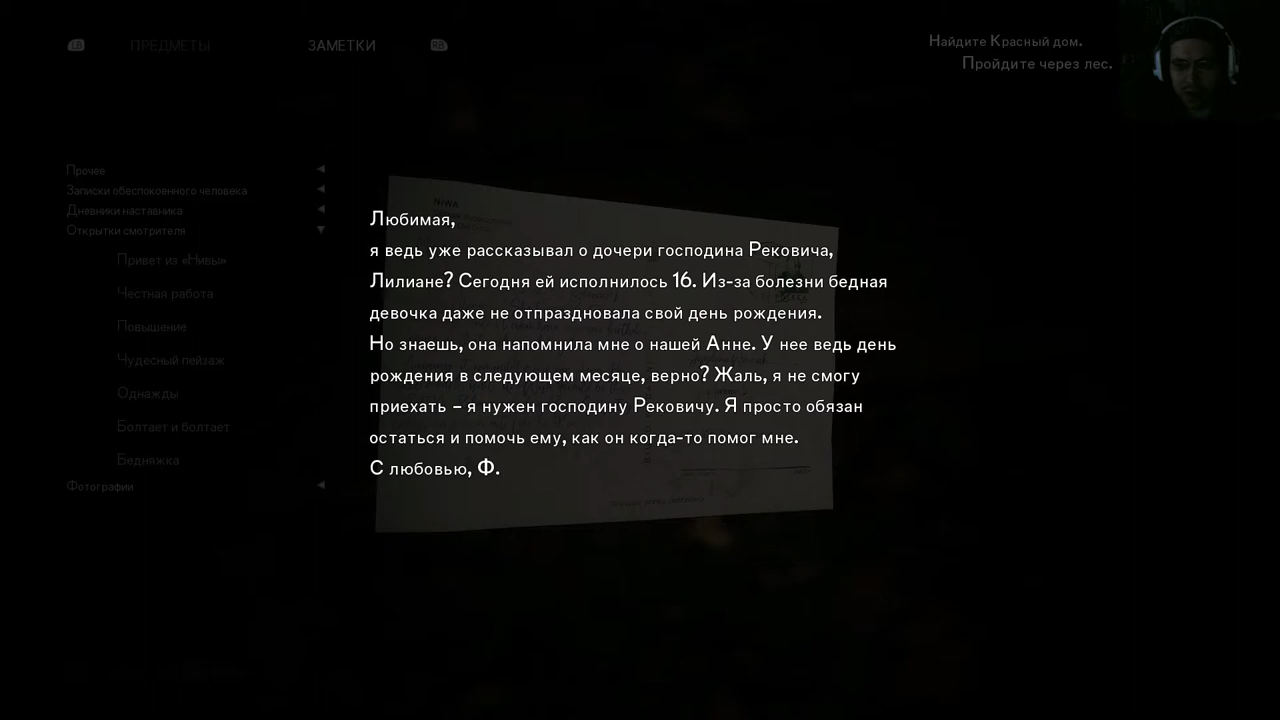 LB
ПРЕДМЕТЫ
ЗАМЕТКИ
RB
Найдите Красный дом.
Пройдите через лес.
Прочее
Записки обеспокоенного человека
Дневники наставника
Открытки смотрителя
Привет из «Нивы»
Честная работа
Повышение
Чудесный пейзаж
Однажды
Болтает и болтает
Бедняжка
Фотографии
NIWA
Любимая,
я ведь уже рассказывал о дочери господина Рековича,
Лилиане? Сегодня ей исполнилось 16. Из-за болезни бедная
девочка даже не отпраздновала свой день рождения.
Но знаешь, она напомнила мне о нашей Анне. У нее ведь день
рождения в следующем месяце, верно? Жаль, я не смогу
приехать – я нужен господину Рековичу. Я просто обязан
остаться и помочь ему, как он когда-то помог мне.
С любовью, Ф.